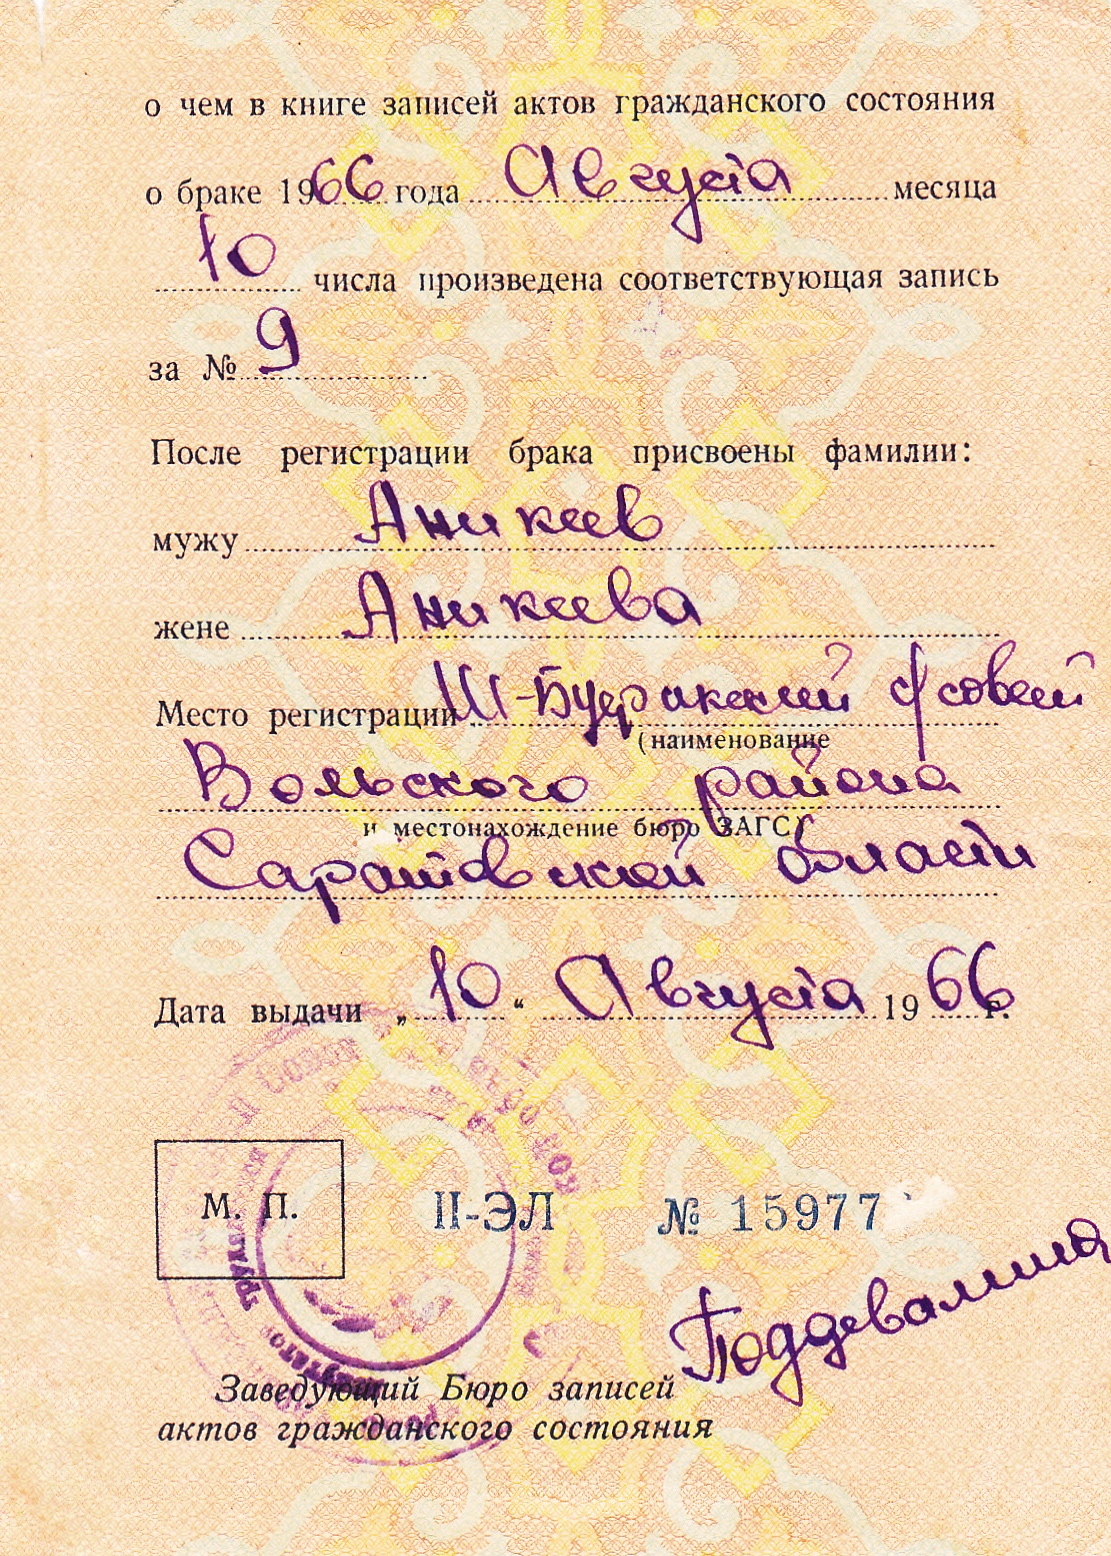 о чем в книге записей актов гражданского состояния
о браке 1966 года Августа месяца
10 числа произведена соответствующая запись
за № 9
После регистрации брака присвоены фамилии:
мужу Аникеев
жене Аникеева
Место регистрации Ш-Буеракский с/совет
(наименование
Вольского района
и местонахождение бюро ЗАГС)
Саратовской области
Дата выдачи „10“ Августа 1966 г.
М. П. II-ЭЛ № 15977
Поддевалина
Заведующий Бюро записей
актов гражданского состояния